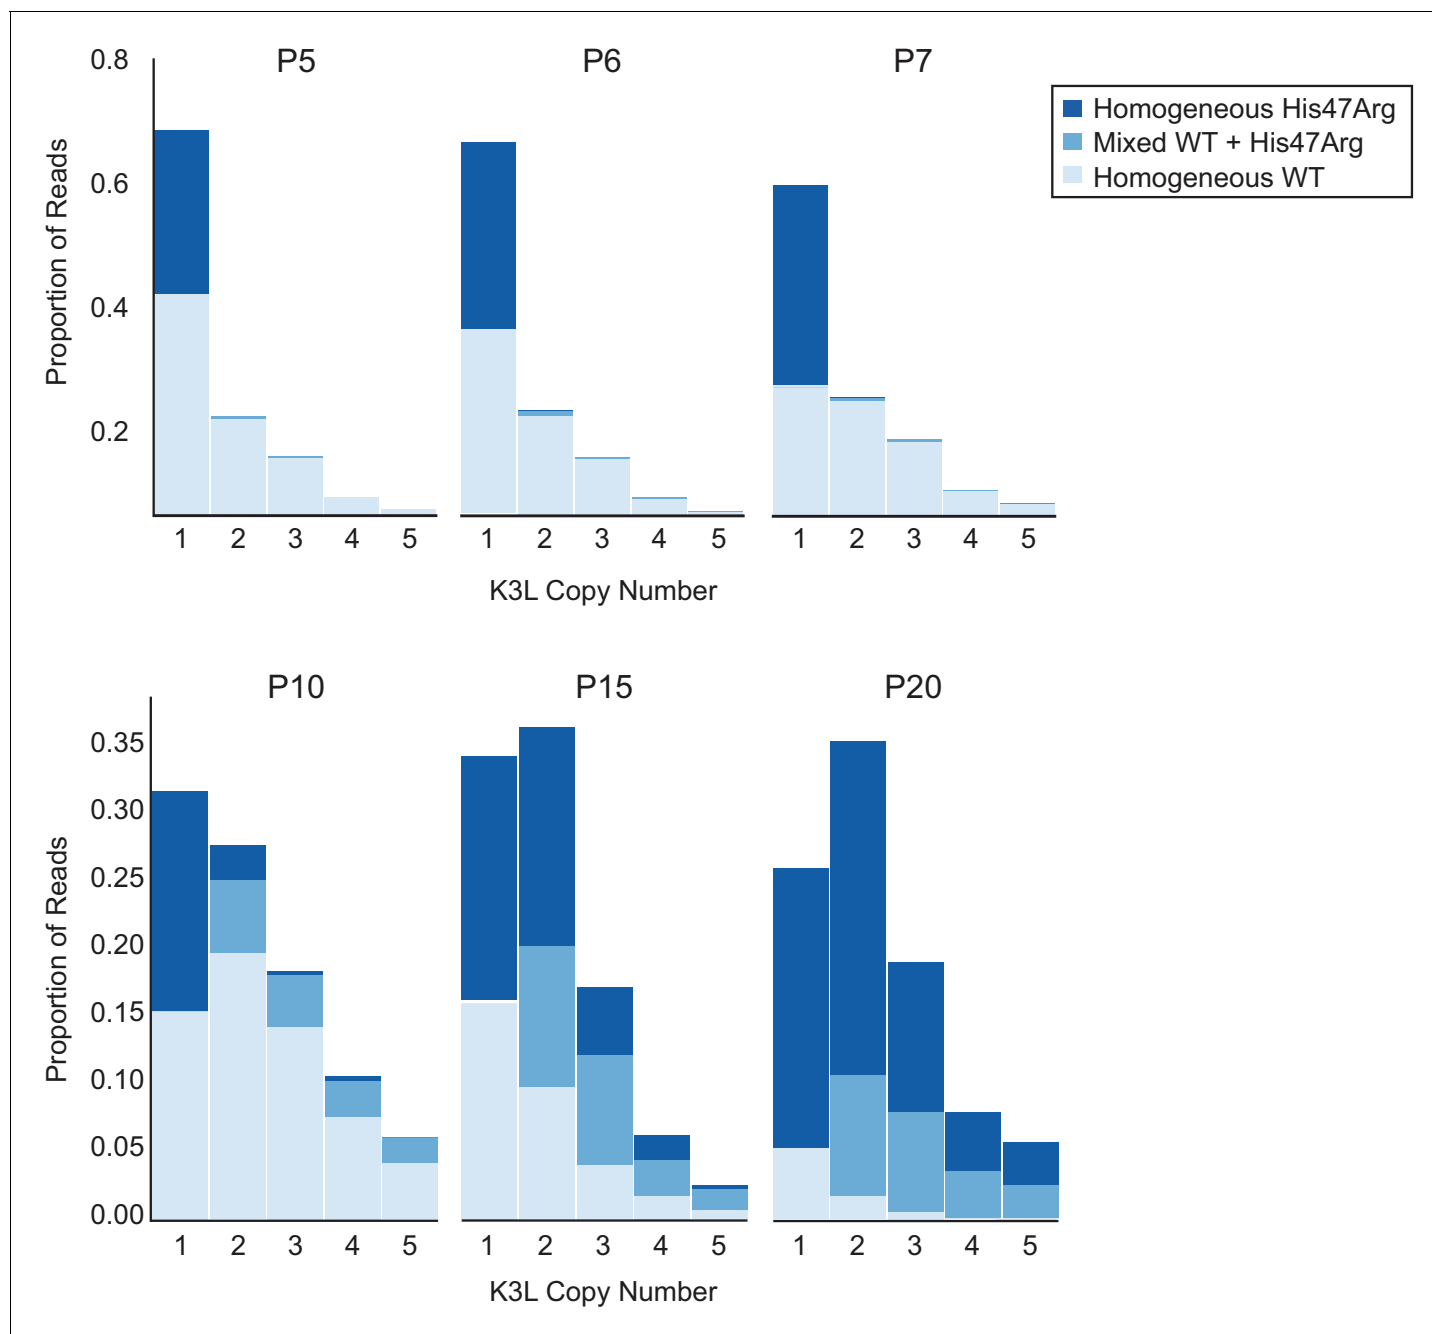 P5
P6
P7
Homogeneous His47Arg
Mixed WT + His47Arg
Homogeneous WT
Proportion of Reads
0.8
0.6
0.4
0.2
1 2 3 4 5
1 2 3 4 5
1 2 3 4 5
K3L Copy Number
P10
P15
P20
Proportion of Reads
0.35
0.30
0.25
0.20
0.15
0.10
0.05
0.00
1 2 3 4 5
1 2 3 4 5
1 2 3 4 5
K3L Copy Number